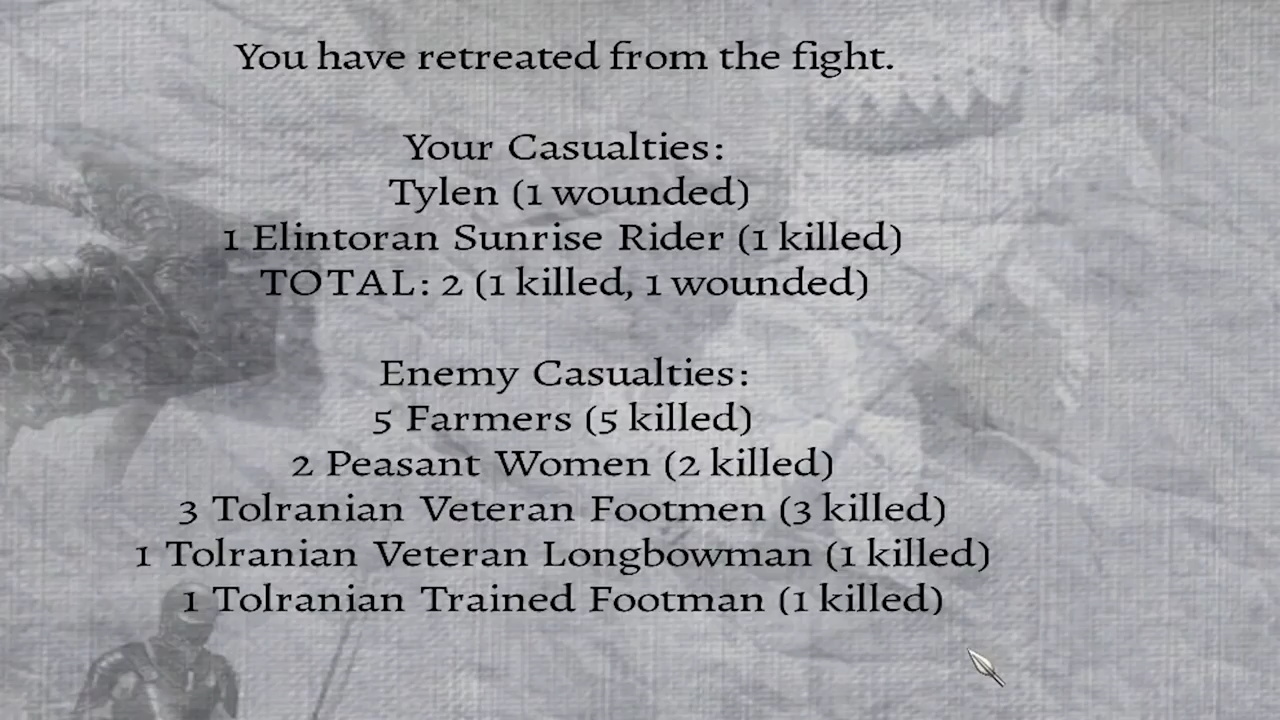 You have retreated from the fight.
Your Casualties:
Tylen (1 wounded)
1 Elintoran Sunrise Rider (1 killed)
TOTAL: 2 (1 killed, 1 wounded)
Enemy Casualties:
5 Farmers (5 killed)
2 Peasant Women (2 killed)
3 Tolranian Veteran Footmen (3 killed)
1 Tolranian Veteran Longbowman (1 killed)
1 Tolranian Trained Footman (1 killed)